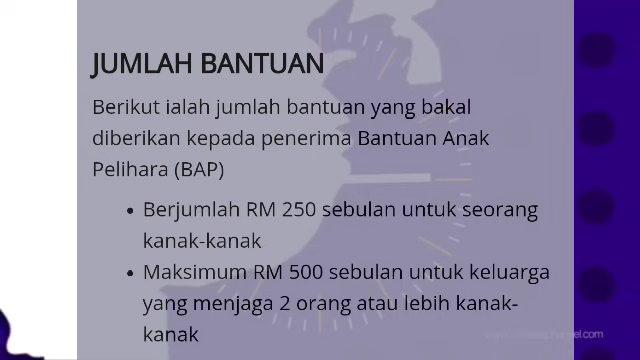 JUMLAH BANTUAN
Berikut ialah jumlah bantuan yang bakal
diberikan kepada penerima Bantuan Anak
Pelihara (BAP)
• Berjumlah RM 250 sebulan untuk seorang
kanak-kanak
• Maksimum RM 500 sebulan untuk keluarga
yang menjaga 2 orang atau lebih kanak-
kanak